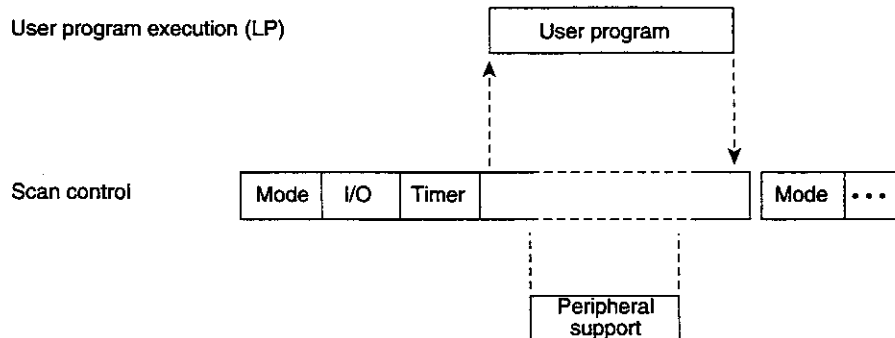 User program execution (LP)
User program
Scan control
Mode
I/O
Timer
Mode
•••
Peripheral
support